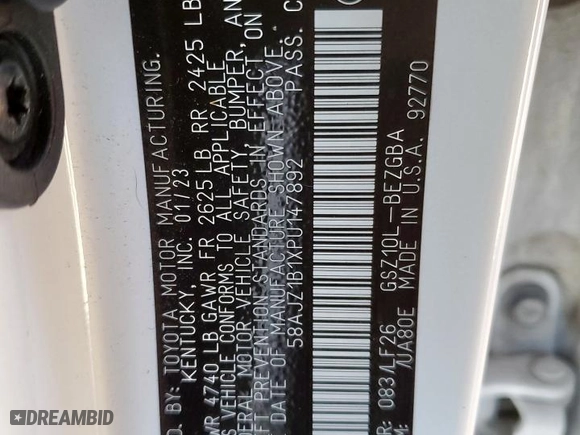 D. BY: TOYOTA MOTOR MANUFACTURING.
KENTUCKY, INC. 01/23
WR 4740 LB GAWR FR 2625 LB RR 2425 LB
S VEHICLE CONFORMS TO ALL APPLICABLE
DERAL MOTOR VEHICLE SAFETY, BUMPER, AN
FT PREVENTION STANDARDS IN EFFECT ON
DATE OF MANUFACTURE SHOWN ABOVE.
58AJZ1B1XPU147892 PASS. C
R: 083/LF26 GSZ10L-BEZGBA
M: /UA80E MADE IN U.S.A. 92770
DREAMBID